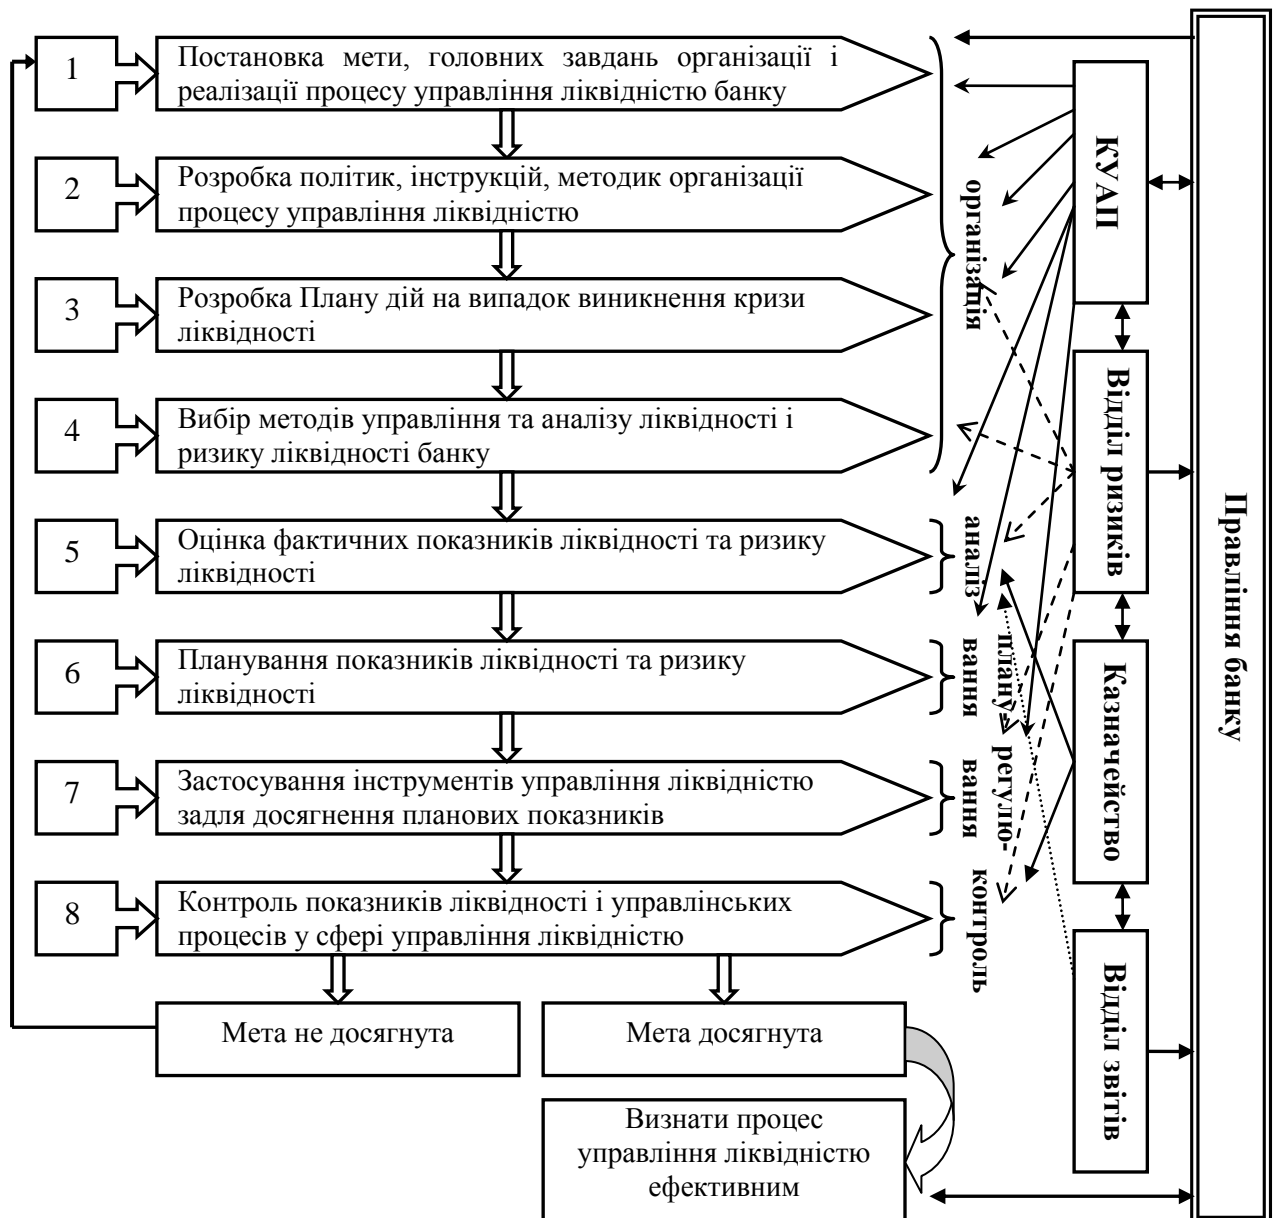 1
Постановка мети, головних завдань організації і
реалізації процесу управління ліквідністю банку
2
Розробка політик, інструкцій, методик організації
процесу управління ліквідністю
3
Розробка Плану дій на випадок виникнення кризи
ліквідності
4
Вибір методів управління та аналізу ліквідності і
ризику ліквідності банку
5
Оцінка фактичних показників ліквідності та ризику
ліквідності
6
Планування показників ліквідності та ризику
ліквідності
7
Застосування інструментів управління ліквідністю
задля досягнення планових показників
8
Контроль показників ліквідності і управлінських
процесів у сфері управління ліквідністю
Мета не досягнута
Мета досягнута
Визнати процес
управління ліквідністю
ефективним
організація
аналіз
плану-
вання
регулю-
вання
контроль
КУАП
Відділ ризиків
Казначейство
Відділ звітів
Правління банку